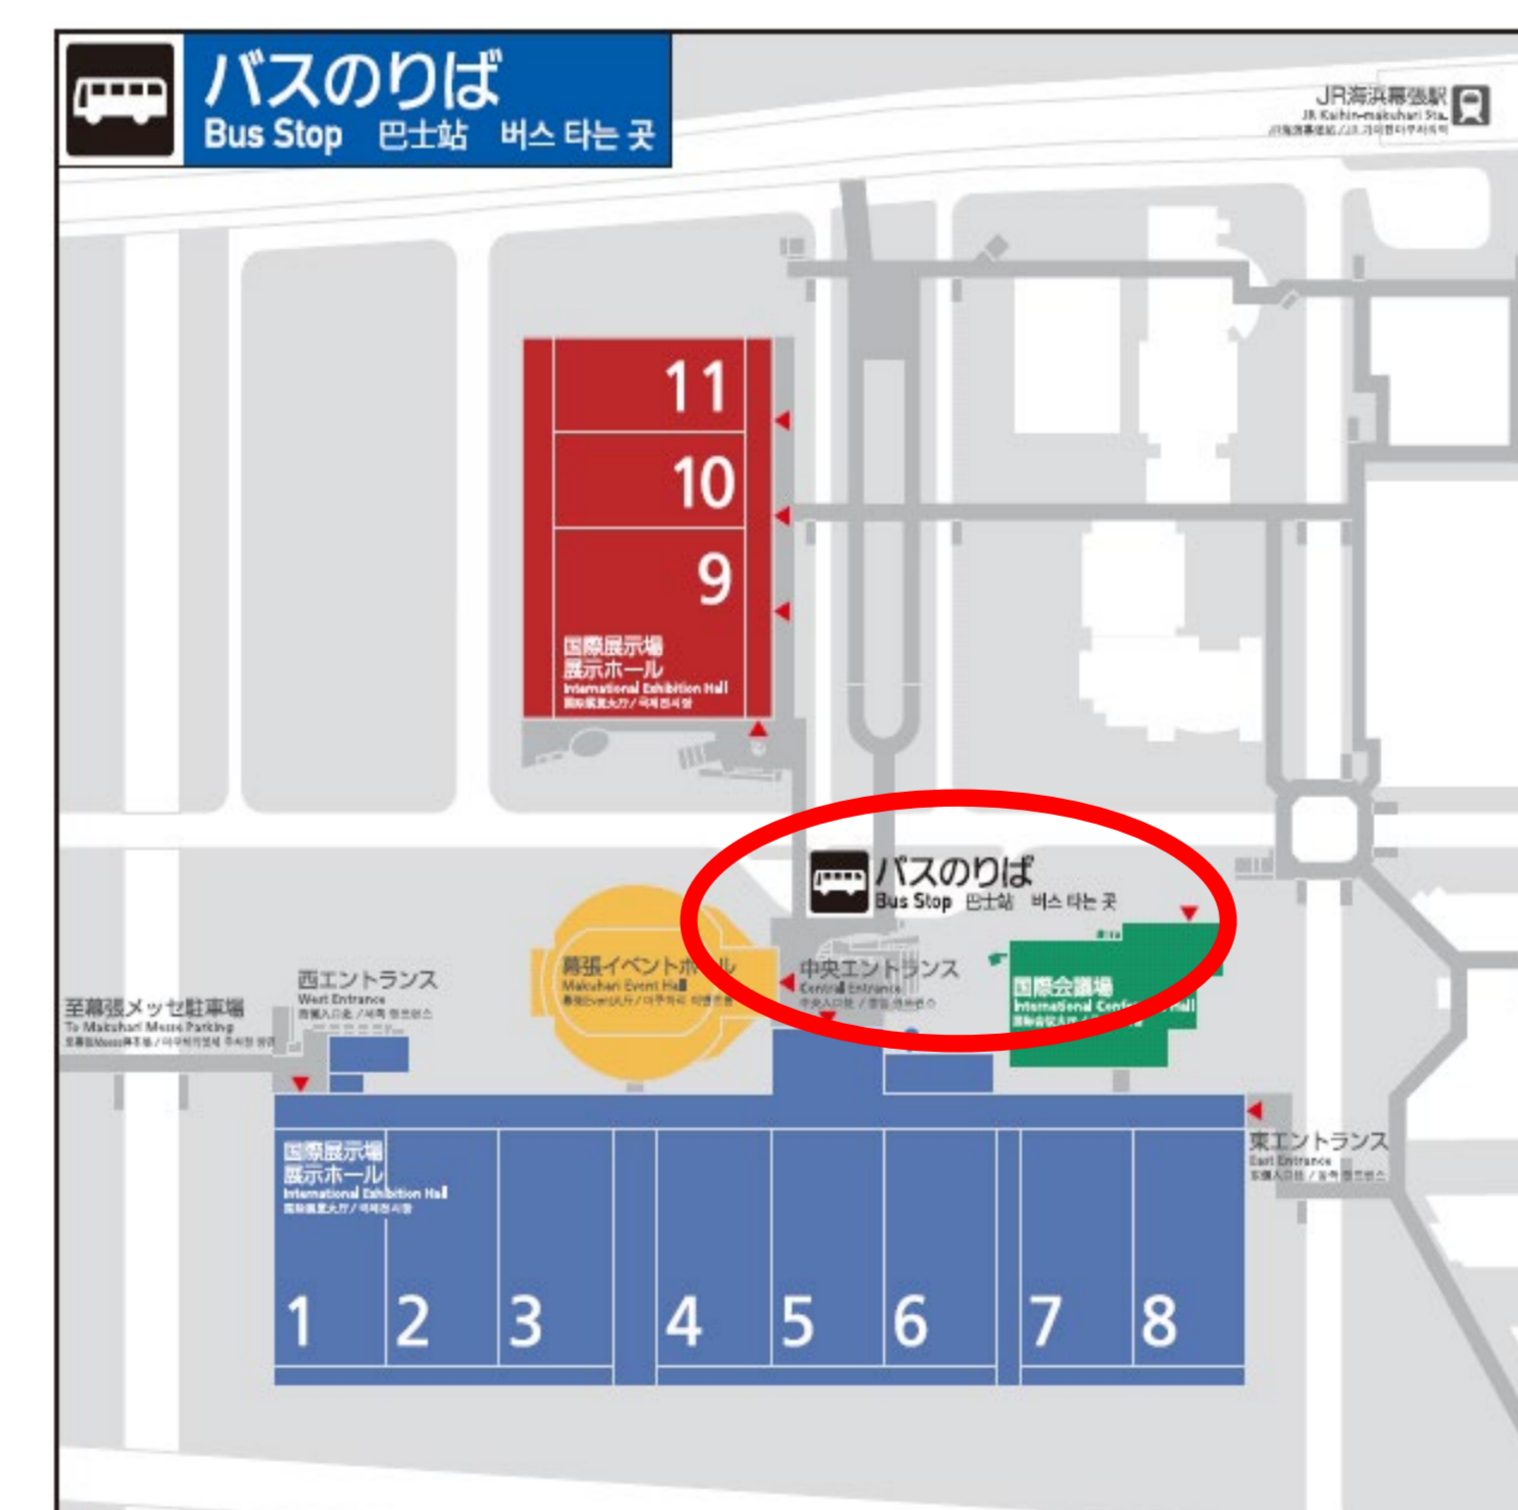 バスのりば
Bus Stop 巴士站 버스 타는 곳
JR海浜幕張駅
JR Kaihin-makuhari Sta.
11
10
9
国際展示場
展示ホール
International Exhibition Hall
バスのりば
Bus Stop 巴士站 버스 타는 곳
幕張イベントホール
Makuhari Event Hall
中央エントランス
Central Entrance
国際会議場
International Conf Hall
西エントランス
West Entrance
至幕張メッセ駐車場
To Makuhari Messe Parking
東エントランス
East Entrance
国際展示場
展示ホール
International Exhibition Hall
1 2 3 4 5 6 7 8